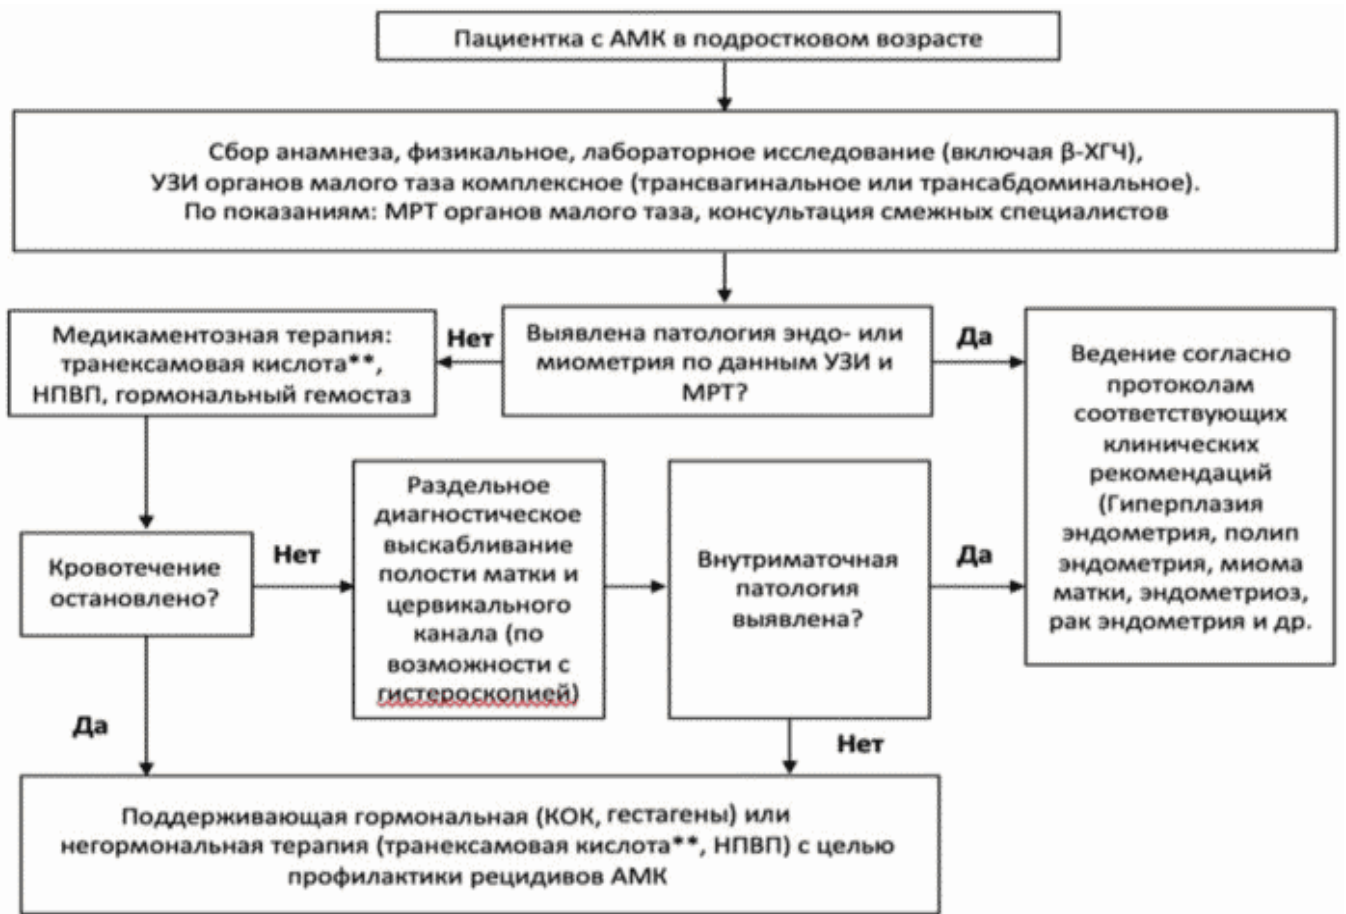 Пациентка с АМК в подростковом возрасте
Сбор анамнеза, физикальное, лабораторное исследование (включая β-ХГЧ),
УЗИ органов малого таза комплексное (трансвагинальное или трансабдоминальное).
По показаниям: МРТ органов малого таза, консультация смежных специалистов
Медикаментозная терапия:
транексамовая кислота**,
НПВП, гормональный гемостаз
Нет
Выявлена патология эндо- или
миометрия по данным УЗИ и
МРТ?
Да
Ведение согласно
протоколам
соответствующих
клинических
рекомендаций
(Гиперплазия
эндометрия, полип
эндометрия, миома
матки, эндометриоз,
рак эндометрия и др.
Кровотечение
остановлено?
Нет
Раздельное
диагностическое
выскабливание
полости матки и
цервикального
канала (по
возможности с
гистероскопией)
Внутриматочная
патология
выявлена?
Да
Да
Нет
Поддерживающая гормональная (КОК, гестагены) или
негормональная терапия (транексамовая кислота**, НПВП) с целью
профилактики рецидивов АМК